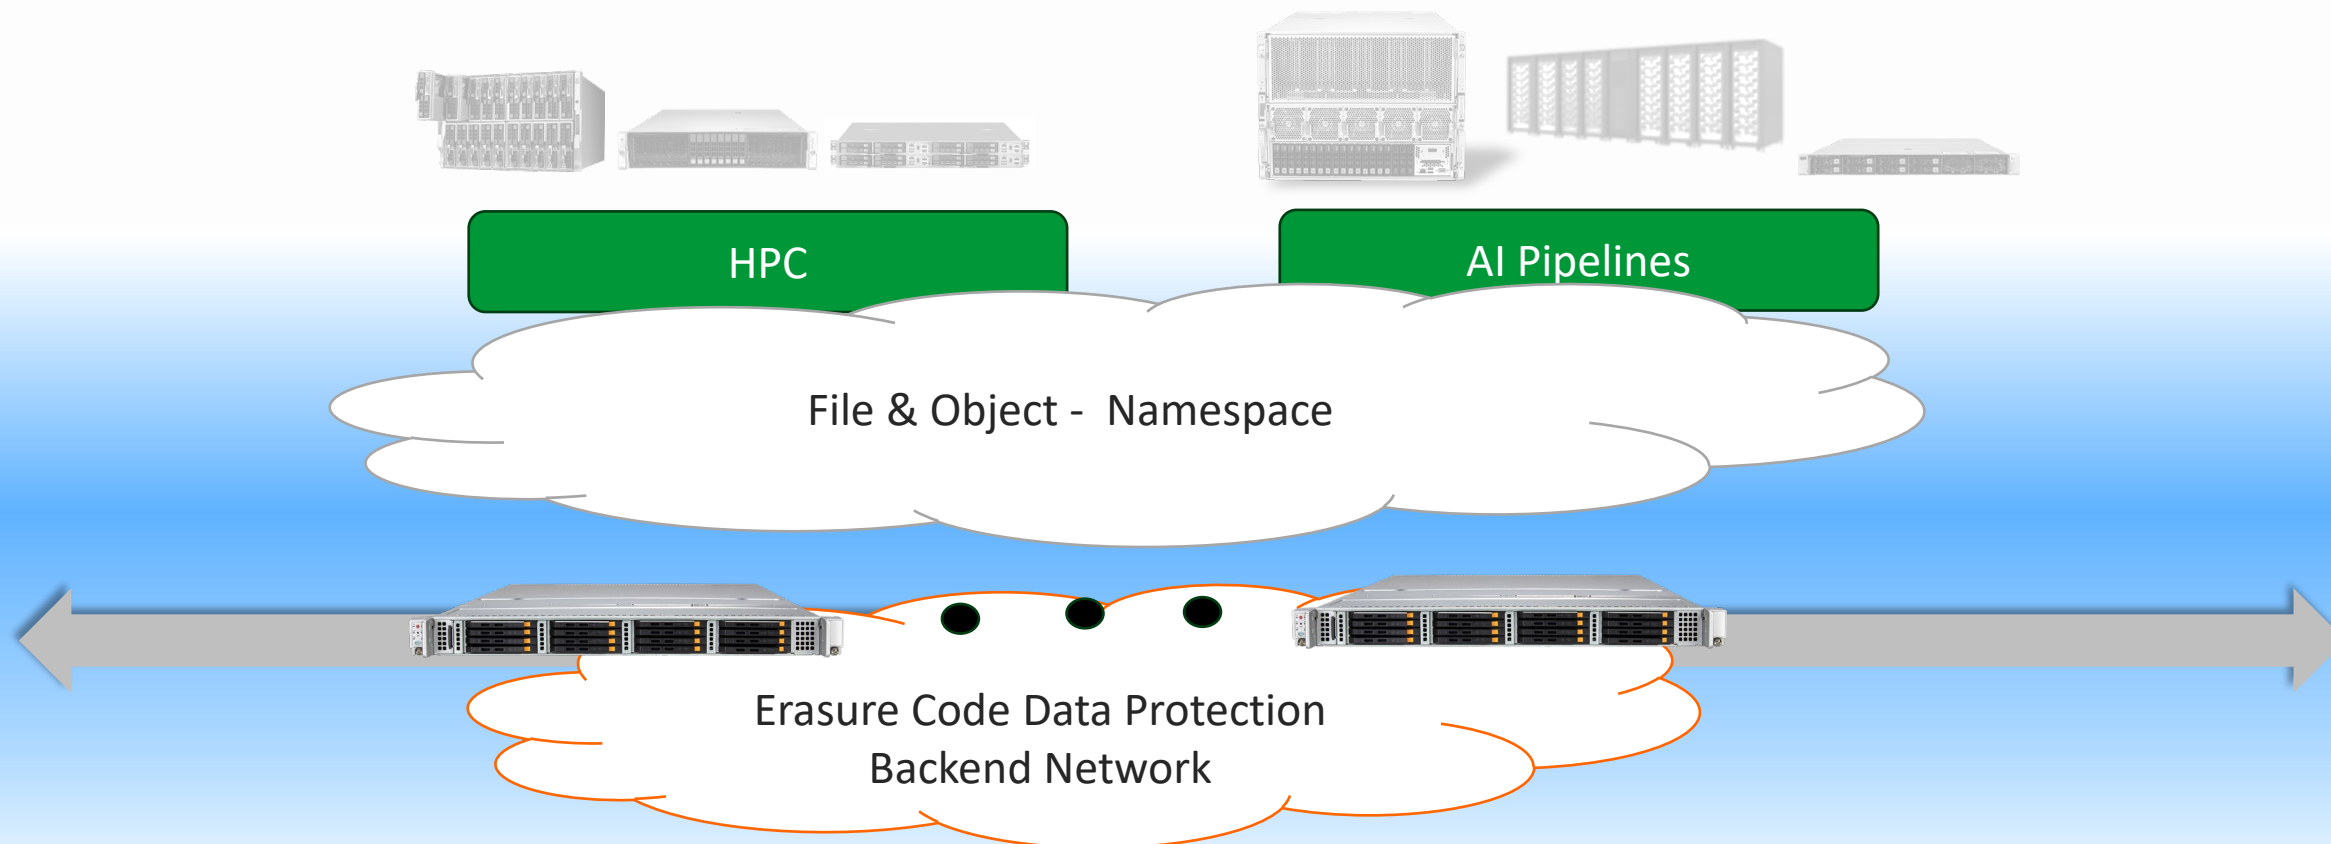 HPC
AI Pipelines
File & Object - Namespace
Erasure Code Data Protection
Backend Network